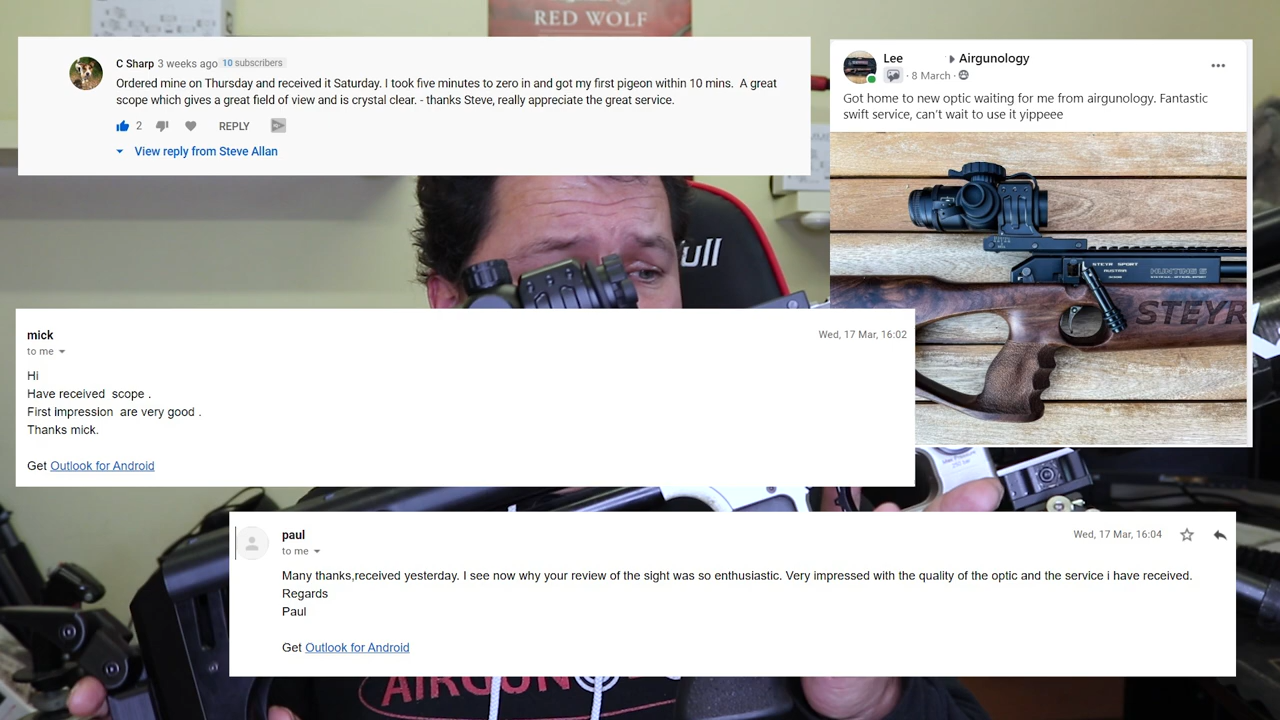 RED WOLF
C Sharp 3 weeks ago 10 subscribers
Ordered mine on Thursday and received it Saturday. I took five minutes to zero in and got my first pigeon within 10 mins.  A great
scope which gives a great field of view and is crystal clear. - thanks Steve, really appreciate the great service.
2 REPLY
View reply from Steve Allan
Lee Airgunology
· 8 March ·
Got home to new optic waiting for me from airgunology. Fantastic
swift service, can't wait to use it yippeee
STEYR SPORT
AUSTRIA
HUNTING 5
STEYR
mick Wed, 17 Mar, 16:02
to me
Hi
Have received  scope .
First impression  are very good .
Thanks mick.
Get Outlook for Android
paul Wed, 17 Mar, 16:04
to me
Many thanks,received yesterday. I see now why your review of the sight was so enthusiastic. Very impressed with the quality of the optic and the service i have received.
Regards
Paul
Get Outlook for Android